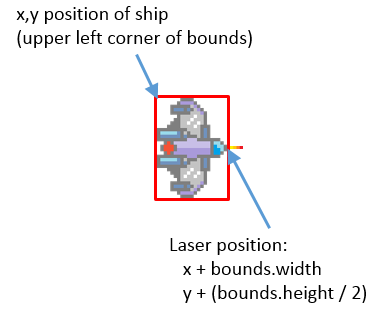 x,y position of ship
(upper left corner of bounds)
Laser position:
x + bounds.width
y + (bounds.height / 2)